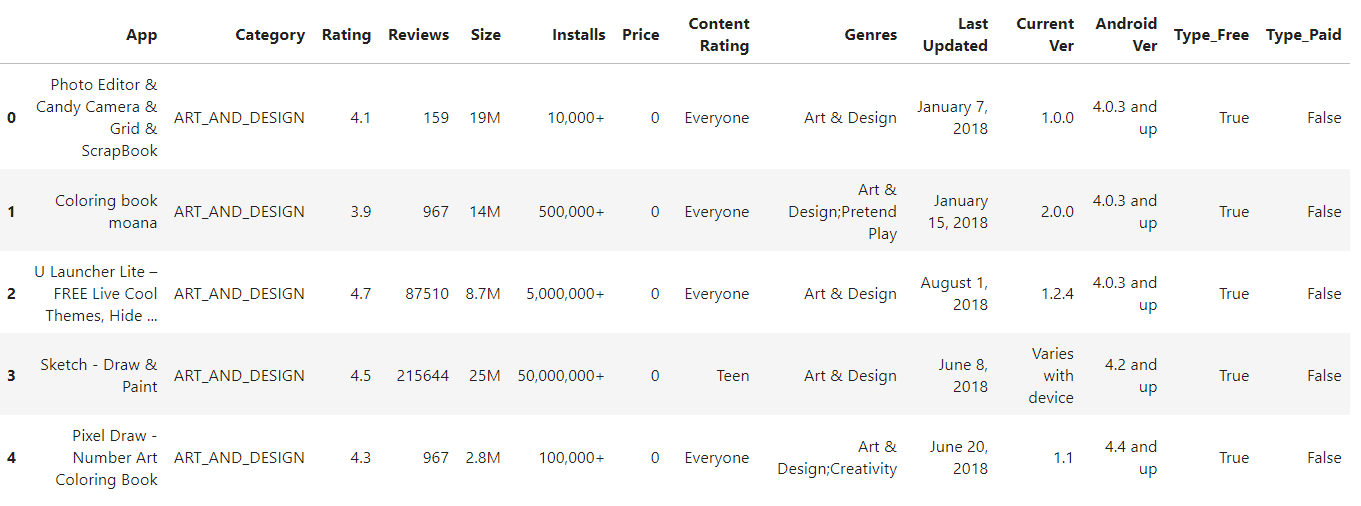 App Category Rating Reviews Size Installs Price Content Rating Genres Last Updated Current Ver Android Ver Type_Free Type_Paid
0 Photo Editor & Candy Camera & Grid & ScrapBook ART_AND_DESIGN 4.1 159 19M 10,000+ 0 Everyone Art & Design January 7, 2018 1.0.0 4.0.3 and up True False
1 Coloring book moana ART_AND_DESIGN 3.9 967 14M 500,000+ 0 Everyone Art & Design;Pretend Play January 15, 2018 2.0.0 4.0.3 and up True False
2 U Launcher Lite – FREE Live Cool Themes, Hide ... ART_AND_DESIGN 4.7 87510 8.7M 5,000,000+ 0 Everyone Art & Design August 1, 2018 1.2.4 4.0.3 and up True False
3 Sketch - Draw & Paint ART_AND_DESIGN 4.5 215644 25M 50,000,000+ 0 Teen Art & Design June 8, 2018 Varies with device 4.2 and up True False
4 Pixel Draw - Number Art Coloring Book ART_AND_DESIGN 4.3 967 2.8M 100,000+ 0 Everyone Art & Design;Creativity June 20, 2018 1.1 4.4 and up True False